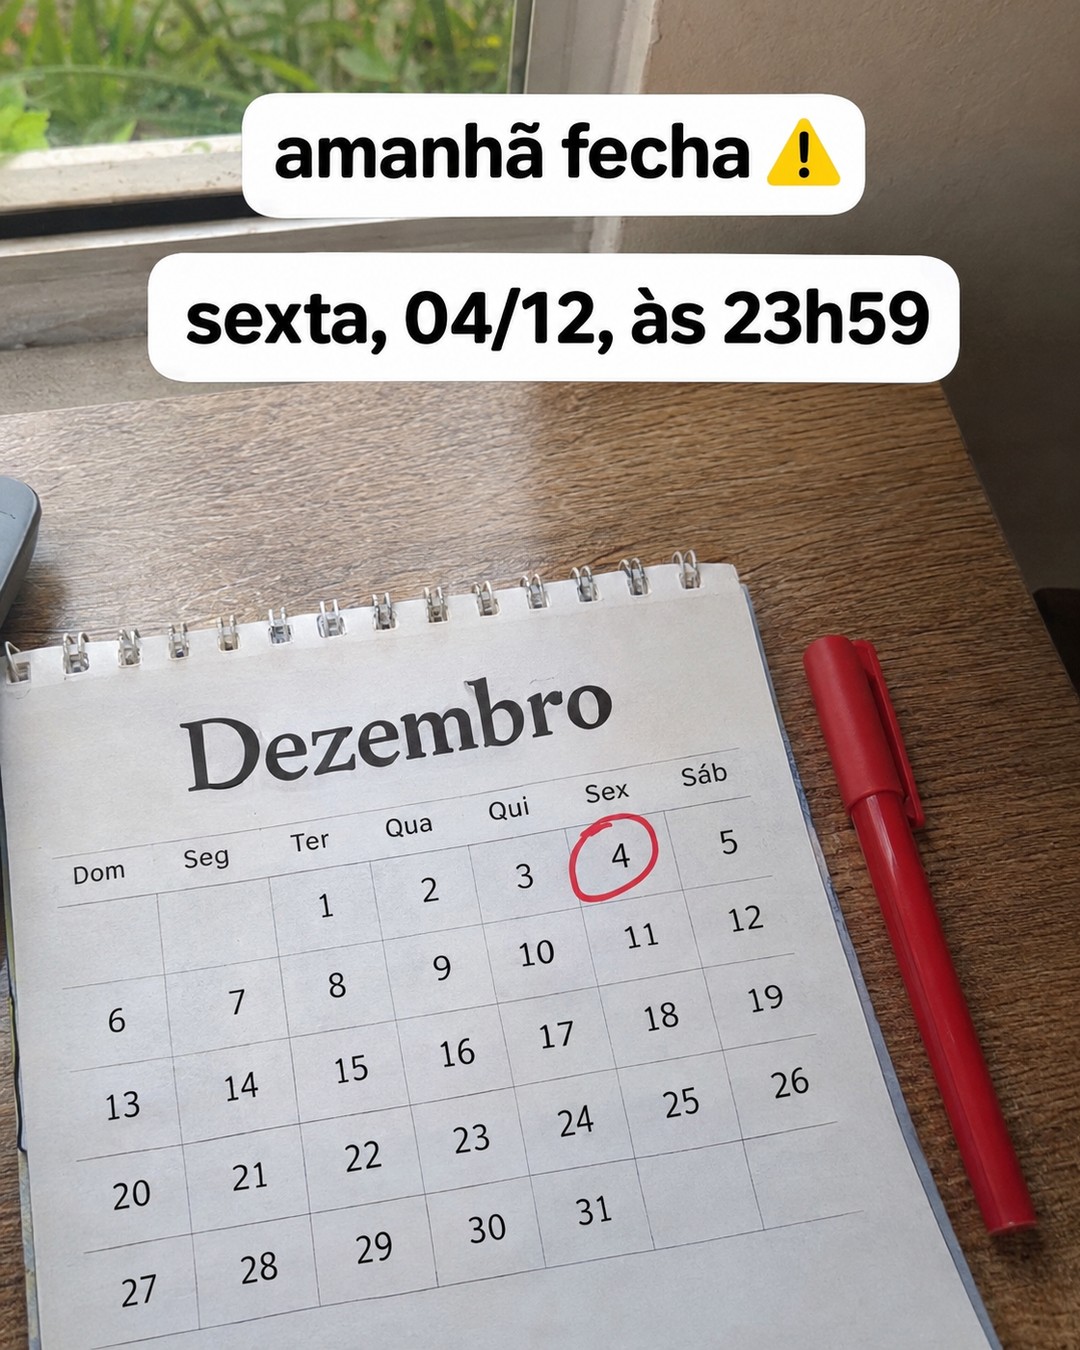 amanhã fecha ⚠️
sexta, 04/12, às 23h59
Dezembro
Dom Seg Ter Qua Qui Sex Sáb
1 2 3 4 5
6 7 8 9 10 11 12
13 14 15 16 17 18 19
20 21 22 23 24 25 26
27 28 29 30 31